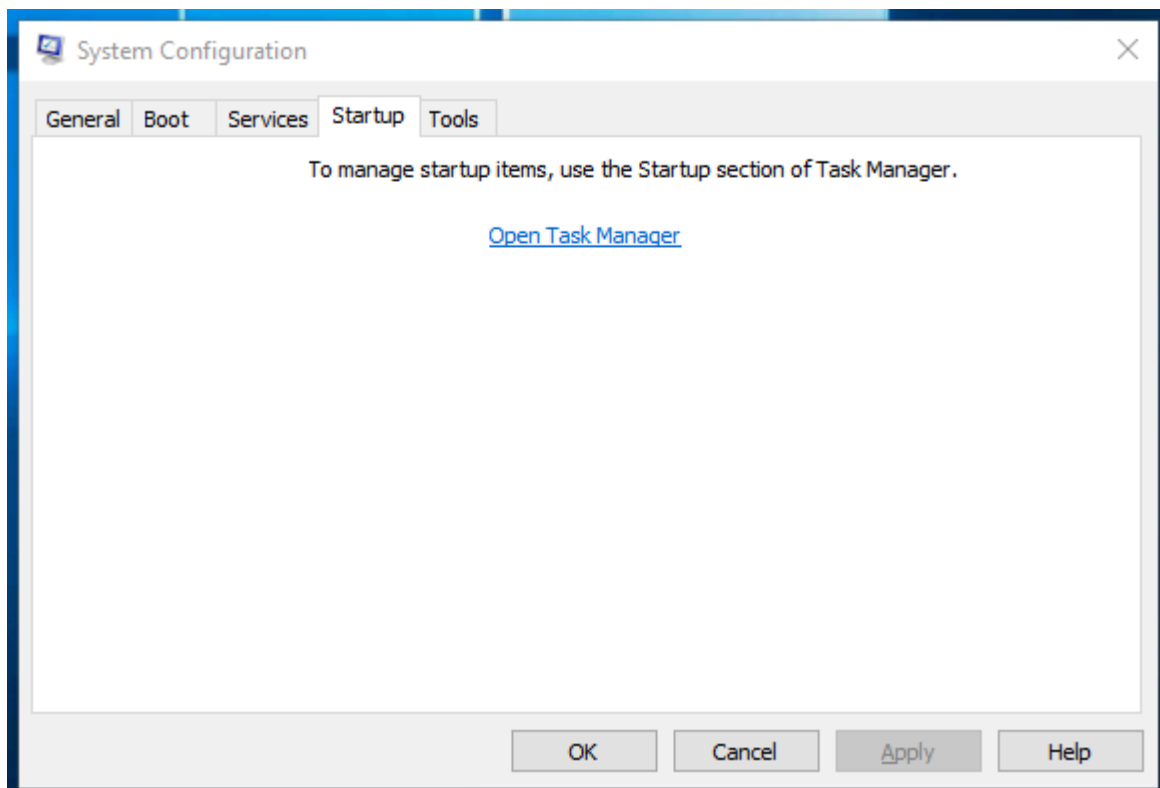 System Configuration
General Boot Services Startup Tools
To manage startup items, use the Startup section of Task Manager.
Open Task Manager
OK Cancel Apply Help